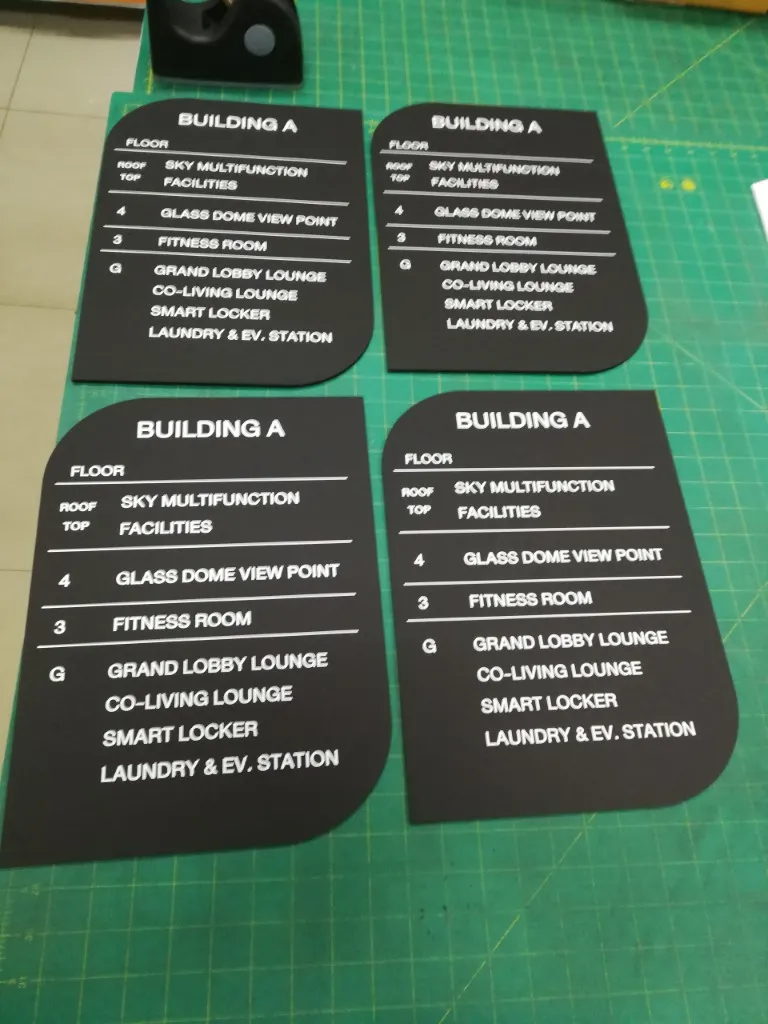 BUILDING A
FLOOR
ROOF TOP SKY MULTIFUNCTION
FACILITIES
4 GLASS DOME VIEW POINT
3 FITNESS ROOM
G GRAND LOBBY LOUNGE
CO-LIVING LOUNGE
SMART LOCKER
LAUNDRY & EV. STATION
BUILDING A
FLOOR
ROOF TOP SKY MULTIFUNCTION
FACILITIES
4 GLASS DOME VIEW POINT
3 FITNESS ROOM
G GRAND LOBBY LOUNGE
CO-LIVING LOUNGE
SMART LOCKER
LAUNDRY & EV. STATION
BUILDING A
FLOOR
ROOF TOP SKY MULTIFUNCTION
FACILITIES
4 GLASS DOME VIEW POINT
3 FITNESS ROOM
G GRAND LOBBY LOUNGE
CO-LIVING LOUNGE
SMART LOCKER
LAUNDRY & EV. STATION
BUILDING A
FLOOR
ROOF TOP SKY MULTIFUNCTION
FACILITIES
4 GLASS DOME VIEW POINT
3 FITNESS ROOM
G GRAND LOBBY LOUNGE
CO-LIVING LOUNGE
SMART LOCKER
LAUNDRY & EV. STATION